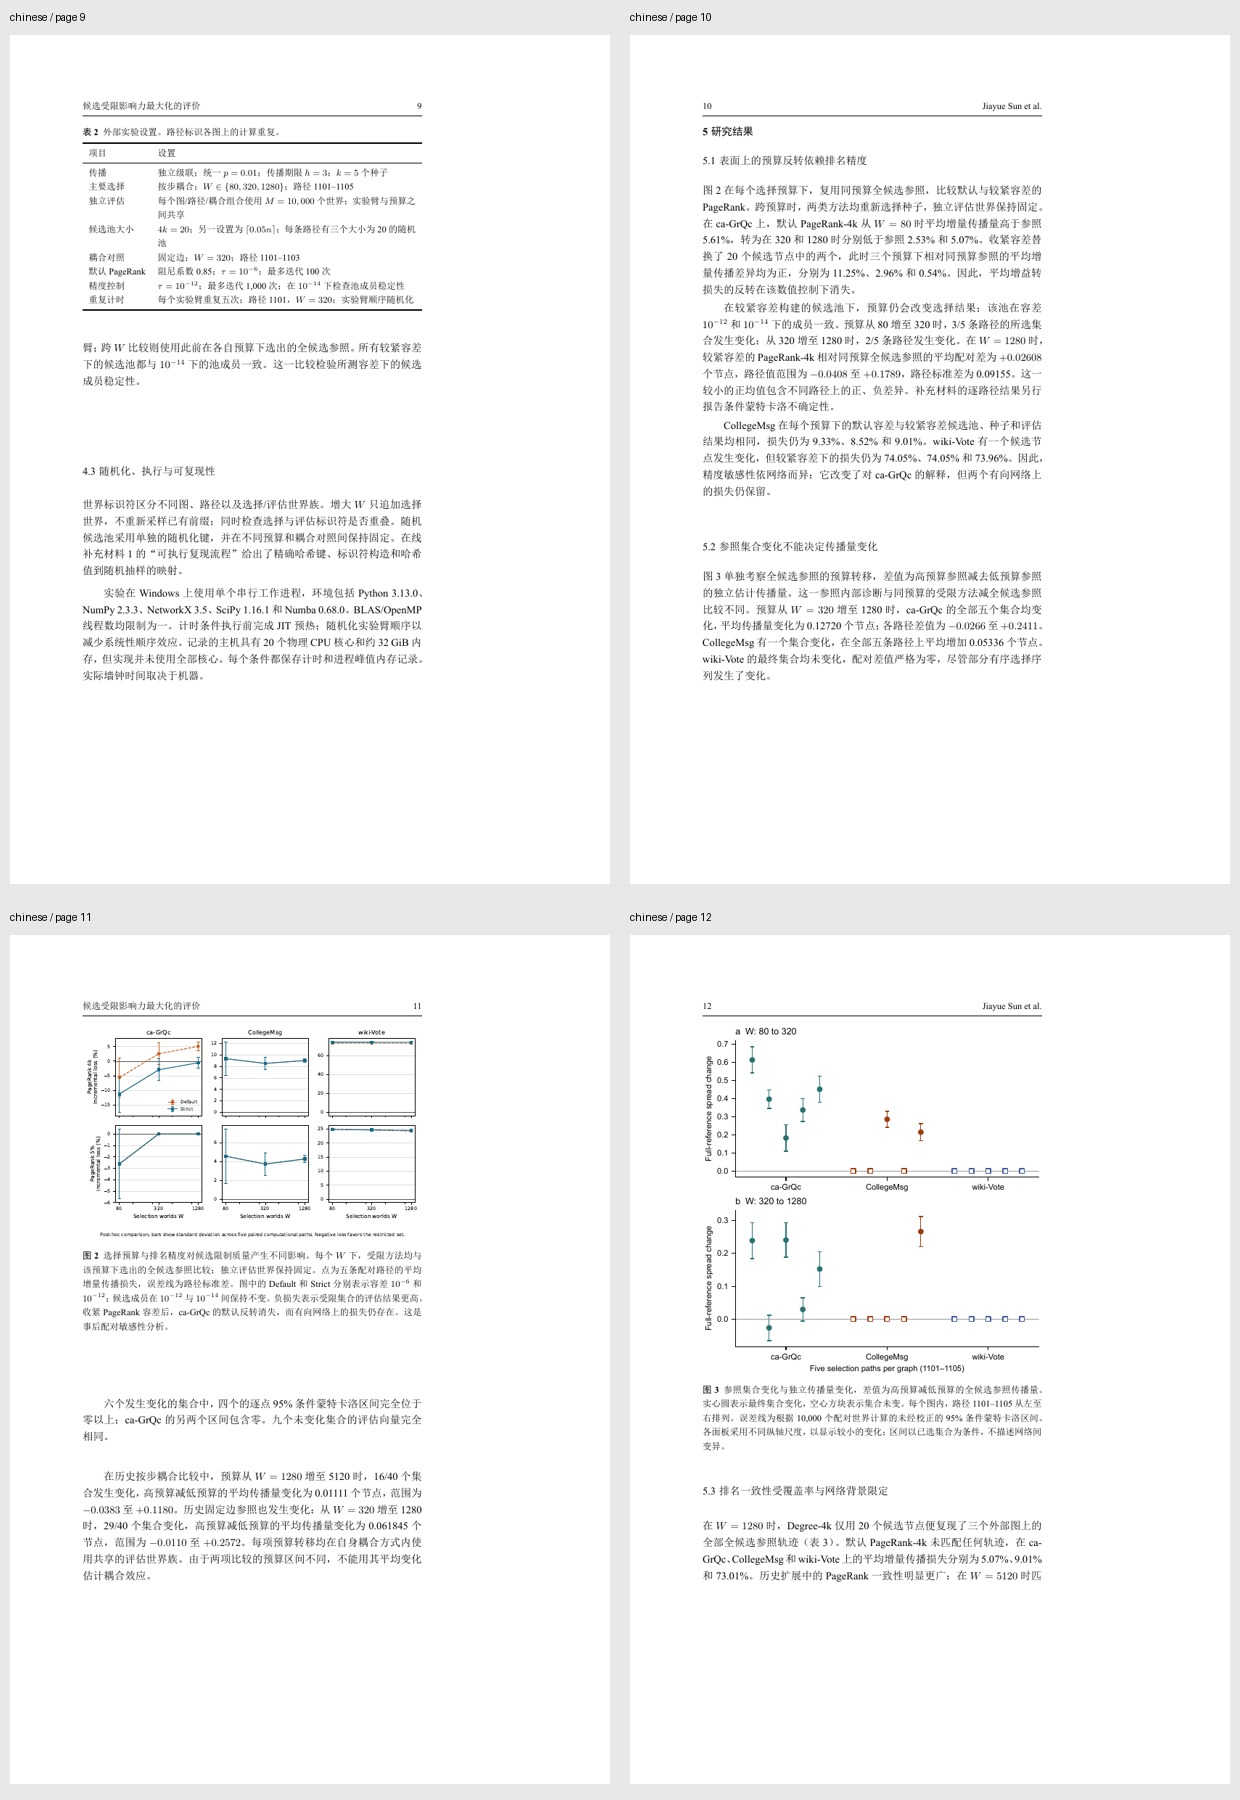 chinese / page 9
候选受限影响力最大化的评价 9
表 2 外部实验设置。路径标识各图上的计算重复。
项目 设置
传播 独立级联；统一 p = 0.01；传播期限 h = 3；k = 5 个种子
主要选择 按步耦合；W ∈ {80, 320, 1280}；路径 1101–1105
独立评估 每个图/路径/耦合组合使用 M = 10,000 个世界；实验臂与预算之
间共享
候选池大小 4k = 20；另一设置为 ⌈0.05n⌉；每条路径有三个大小为 20 的随机
池
耦合对照 固定边；W = 320；路径 1101–1103
默认 PageRank 阻尼系数 0.85；τ = 10⁻⁶；最多迭代 100 次
精度控制 τ = 10⁻¹²；最多迭代 1,000 次；在 10⁻¹⁴ 下检查池成员稳定性
重复计时 每个实验臂重复五次；路径 1101，W = 320；实验臂顺序随机化
臂；跨 W 比较则使用此前在各自预算下选出的全候选参照。所有较紧容差
下的候选池都与 10⁻¹⁴ 下的池成员一致。这一比较检验所测容差下的候选
成员稳定性。
4.3 随机化、执行与可复现性
世界标识符区分不同图、路径以及选择/评估世界族。增大 W 只追加选择
世界，不重新采样已有前缀；同时检查选择与评估标识符是否重叠。随机
候选池采用单独的随机化键，并在不同预算和耦合对照间保持固定。在线
补充材料 1 的“可执行复现流程”给出了精确哈希键、标识符构造和哈希
值到随机抽样的映射。
实验在 Windows 上使用单个串行工作进程，环境包括 Python 3.13.0、
NumPy 2.3.3、NetworkX 3.5、SciPy 1.16.1 和 Numba 0.68.0。BLAS/OpenMP
线程数均限制为一。计时条件执行前完成 JIT 预热；随机化实验臂顺序以
减少系统性顺序效应。记录的主机具有 20 个物理 CPU 核心和约 32 GiB 内
存，但实现并未使用全部核心。每个条件都保存计时和进程峰值内存记录。
实际墙钟时间取决于机器。
chinese / page 10
10 Jiayue Sun et al.
5 研究结果
5.1 表面上的预算反转依赖排名精度
图 2 在每个选择预算下，复用同预算全候选参照，比较默认与较紧容差的
PageRank。跨预算时，两类方法均重新选择种子，独立评估世界保持固定。
在 ca-GrQc 上，默认 PageRank-4k 从 W = 80 时平均增量传播量高于参照
5.61%，转为在 320 和 1280 时分别低于参照 2.53% 和 5.07%。收紧容差替
换了 20 个候选节点中的两个，此时三个预算下相对同预算参照的平均增
量传播差异均为正，分别为 11.25%、2.96% 和 0.54%。因此，平均增益转
损失的反转在该数值控制下消失。
在较紧容差构建的候选池下，预算仍会改变选择结果；该池在容差
10⁻¹² 和 10⁻¹⁴ 下的成员一致。预算从 80 增至 320 时，3/5 条路径的所选集
合发生变化；从 320 增至 1280 时，2/5 条路径发生变化。在 W = 1280 时，
较紧容差的 PageRank-4k 相对同预算全候选参照的平均配对差为 +0.02608
个节点，路径值范围为 −0.0408 至 +0.1789，路径标准差为 0.09155。这一
较小的正均值包含不同路径上的正、负差异。补充材料的逐路径结果另行
报告条件蒙特卡洛不确定性。
CollegeMsg 在每个预算下的默认容差与较紧容差候选池、种子和评估
结果均相同，损失仍为 9.33%、8.52% 和 9.01%。wiki-Vote 有一个候选节
点发生变化，但较紧容差下的损失仍为 74.05%、74.05% 和 73.96%。因此，
精度敏感性依网络而异：它改变了对 ca-GrQc 的解释，但两个有向网络上
的损失仍保留。
5.2 参照集合变化不能决定传播量变化
图 3 单独考察全候选参照的预算转移，差值为高预算参照减去低预算参照
的独立估计传播量。这一参照内部诊断与同预算的受限方法减全候选参照
比较不同。预算从 W = 320 增至 1280 时，ca-GrQc 的全部五个集合均变
化，平均传播量变化为 0.12720 个节点；各路径差值为 −0.0266 至 +0.2411。
CollegeMsg 有一个集合变化，在全部五条路径上平均增加 0.05336 个节点。
wiki-Vote 的最终集合均未变化，配对差值严格为零，尽管部分有序选择序
列发生了变化。
chinese / page 11
候选受限影响力最大化的评价 11
ca-GrQc CollegeMsg wiki-Vote
PageRank 4k
Incremental loss (%)
5
0
−5
−10
−15
Default
Strict
12
10
8
6
4
2
0
60
40
20
0
PageRank 5%
Incremental loss (%)
0
−1
−2
−3
−4
−5
−6
6
4
2
0
25
20
15
10
5
0
80 320 1280 80 320 1280 80 320 1280
Selection worlds W Selection worlds W Selection worlds W
Post-hoc comparison; bars show standard deviation across five paired computational paths. Negative loss favors the restricted set.
图 2 选择预算与排名精度对候选限制质量产生不同影响。每个 W 下，受限方法均与
该预算下选出的全候选参照比较；独立评估世界保持固定。点为五条配对路径的平均
增量传播损失，误差线为路径标准差。图中的 Default 和 Strict 分别表示容差 10⁻⁶ 和
10⁻¹²；候选成员在 10⁻¹² 与 10⁻¹⁴ 间保持不变。负损失表示受限集合的评估结果更高。
收紧 PageRank 容差后，ca-GrQc 的默认反转消失，而有向网络上的损失仍存在。这是
事后配对敏感性分析。
六个发生变化的集合中，四个的逐点 95% 条件蒙特卡洛区间完全位于
零以上；ca-GrQc 的另两个区间包含零。九个未变化集合的评估向量完全
相同。
在历史按步耦合比较中，预算从 W = 1280 增至 5120 时，16/40 个集
合发生变化，高预算减低预算的平均传播量变化为 0.01111 个节点，范围为
−0.0383 至 +0.1180。历史固定边参照也发生变化：从 W = 320 增至 1280
时，29/40 个集合变化，高预算减低预算的平均传播量变化为 0.061845 个
节点，范围为 −0.0110 至 +0.2572。每项预算转移均在自身耦合方式内使
用共享的评估世界族。由于两项比较的预算区间不同，不能用其平均变化
估计耦合效应。
chinese / page 12
12 Jiayue Sun et al.
a W: 80 to 320
Full-reference spread change
0.7
0.6
0.5
0.4
0.3
0.2
0.1
0.0
ca-GrQc CollegeMsg wiki-Vote
b W: 320 to 1280
Full-reference spread change
0.3
0.2
0.1
0.0
ca-GrQc CollegeMsg wiki-Vote
Five selection paths per graph (1101–1105)
图 3 参照集合变化与独立传播量变化，差值为高预算减低预算的全候选参照传播量。
实心圆表示最终集合变化，空心方块表示集合未变。每个图内，路径 1101–1105 从左至
右排列。误差线为根据 10,000 个配对世界计算的未经校正的 95% 条件蒙特卡洛区间。
各面板采用不同纵轴尺度，以显示较小的变化；区间以已选集合为条件，不描述网络间
变异。
5.3 排名一致性受覆盖率与网络背景限定
在 W = 1280 时，Degree-4k 仅用 20 个候选节点便复现了三个外部图上的
全部全候选参照轨迹（表 3）。默认 PageRank-4k 未匹配任何轨迹，在 ca-
GrQc、CollegeMsg 和 wiki-Vote 上的平均增量传播损失分别为 5.07%、9.01%
和 73.01%。历史扩展中的 PageRank 一致性明显更广：在 W = 5120 时匹